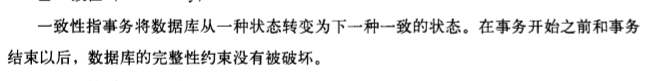 一致性指事务将数据库从一种状态转变为下一种一致的状态。在事务开始之前和事务
结束以后，数据库的完整性约束没有被破坏。